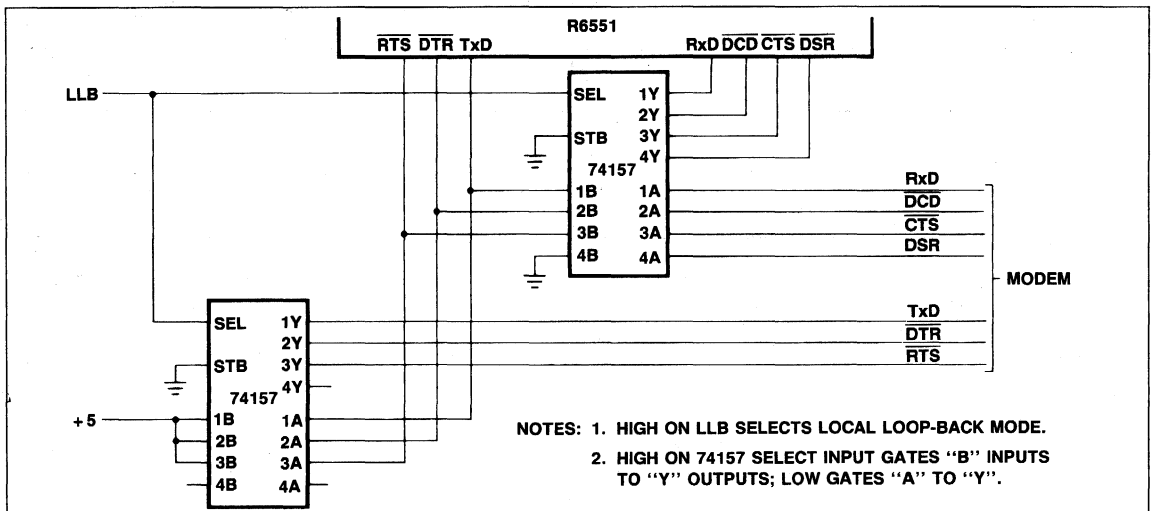 R6551
RTS DTR TxD RxD DCD CTS DSR
LLB
SEL 1Y
2Y
STB 3Y
4Y
74157
1B 1A RxD
2B 2A DCD
3B 3A CTS
4B 4A DSR
MODEM
SEL 1Y TxD
2Y DTR
STB 3Y RTS
4Y
74157
+5 1B 1A
2B 2A
3B 3A
4B 4A
NOTES: 1. HIGH ON LLB SELECTS LOCAL LOOP-BACK MODE.
2. HIGH ON 74157 SELECT INPUT GATES "B" INPUTS
TO "Y" OUTPUTS; LOW GATES "A" TO "Y".